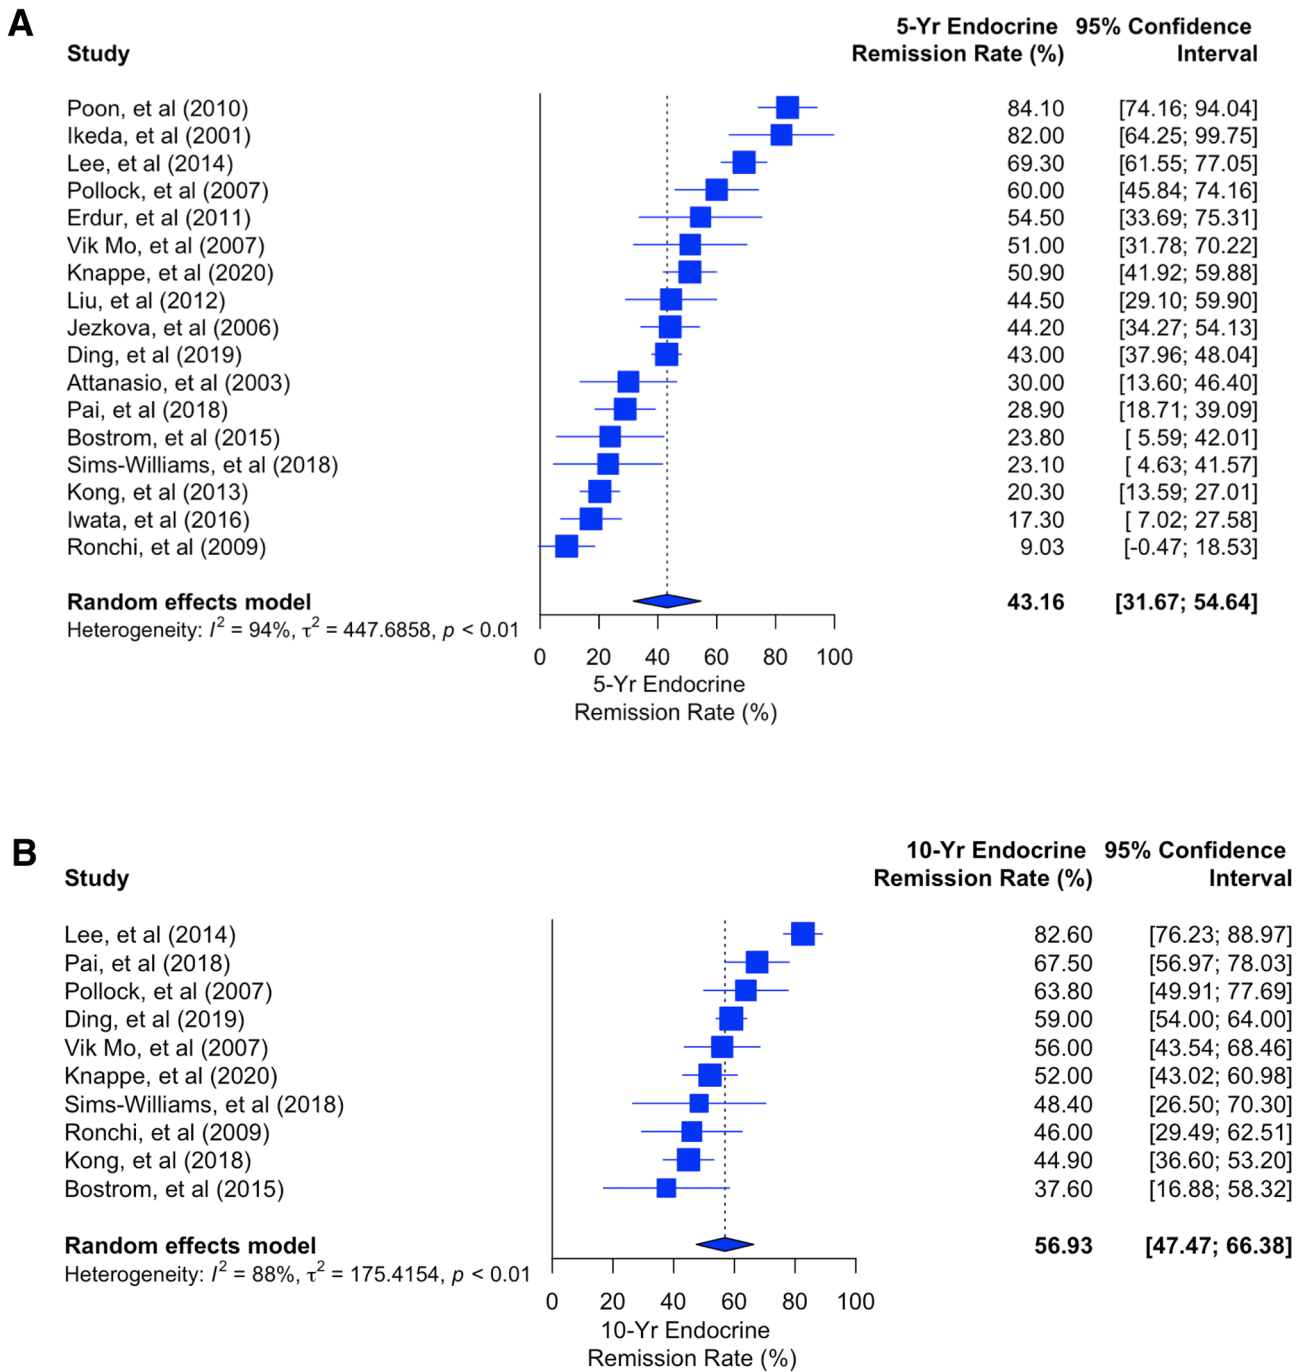 A
Study 5-Yr Endocrine Remission Rate (%) 95% Confidence Interval
Poon, et al (2010) 84.10 [74.16; 94.04]
Ikeda, et al (2001) 82.00 [64.25; 99.75]
Lee, et al (2014) 69.30 [61.55; 77.05]
Pollock, et al (2007) 60.00 [45.84; 74.16]
Erdur, et al (2011) 54.50 [33.69; 75.31]
Vik Mo, et al (2007) 51.00 [31.78; 70.22]
Knappe, et al (2020) 50.90 [41.92; 59.88]
Liu, et al (2012) 44.50 [29.10; 59.90]
Jezkova, et al (2006) 44.20 [34.27; 54.13]
Ding, et al (2019) 43.00 [37.96; 48.04]
Attanasio, et al (2003) 30.00 [13.60; 46.40]
Pai, et al (2018) 28.90 [18.71; 39.09]
Bostrom, et al (2015) 23.80 [ 5.59; 42.01]
Sims-Williams, et al (2018) 23.10 [ 4.63; 41.57]
Kong, et al (2013) 20.30 [13.59; 27.01]
Iwata, et al (2016) 17.30 [ 7.02; 27.58]
Ronchi, et al (2009) 9.03 [-0.47; 18.53]
Random effects model 43.16 [31.67; 54.64]
Heterogeneity: I² = 94%, τ² = 447.6858, p < 0.01
0 20 40 60 80 100
5-Yr Endocrine
Remission Rate (%)
B
Study 10-Yr Endocrine Remission Rate (%) 95% Confidence Interval
Lee, et al (2014) 82.60 [76.23; 88.97]
Pai, et al (2018) 67.50 [56.97; 78.03]
Pollock, et al (2007) 63.80 [49.91; 77.69]
Ding, et al (2019) 59.00 [54.00; 64.00]
Vik Mo, et al (2007) 56.00 [43.54; 68.46]
Knappe, et al (2020) 52.00 [43.02; 60.98]
Sims-Williams, et al (2018) 48.40 [26.50; 70.30]
Ronchi, et al (2009) 46.00 [29.49; 62.51]
Kong, et al (2018) 44.90 [36.60; 53.20]
Bostrom, et al (2015) 37.60 [16.88; 58.32]
Random effects model 56.93 [47.47; 66.38]
Heterogeneity: I² = 88%, τ² = 175.4154, p < 0.01
0 20 40 60 80 100
10-Yr Endocrine
Remission Rate (%)